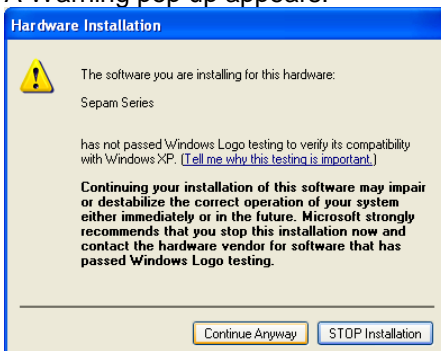 A Warning pop up appears.
Hardware Installation
The software you are installing for this hardware:
Sepam Series
has not passed Windows Logo testing to verify its compatibility
with Windows XP. (Tell me why this testing is important.)
Continuing your installation of this software may impair
or destabilize the correct operation of your system
either immediately or in the future. Microsoft strongly
recommends that you stop this installation now and
contact the hardware vendor for software that has
passed Windows Logo testing.
Continue Anyway
STOP Installation